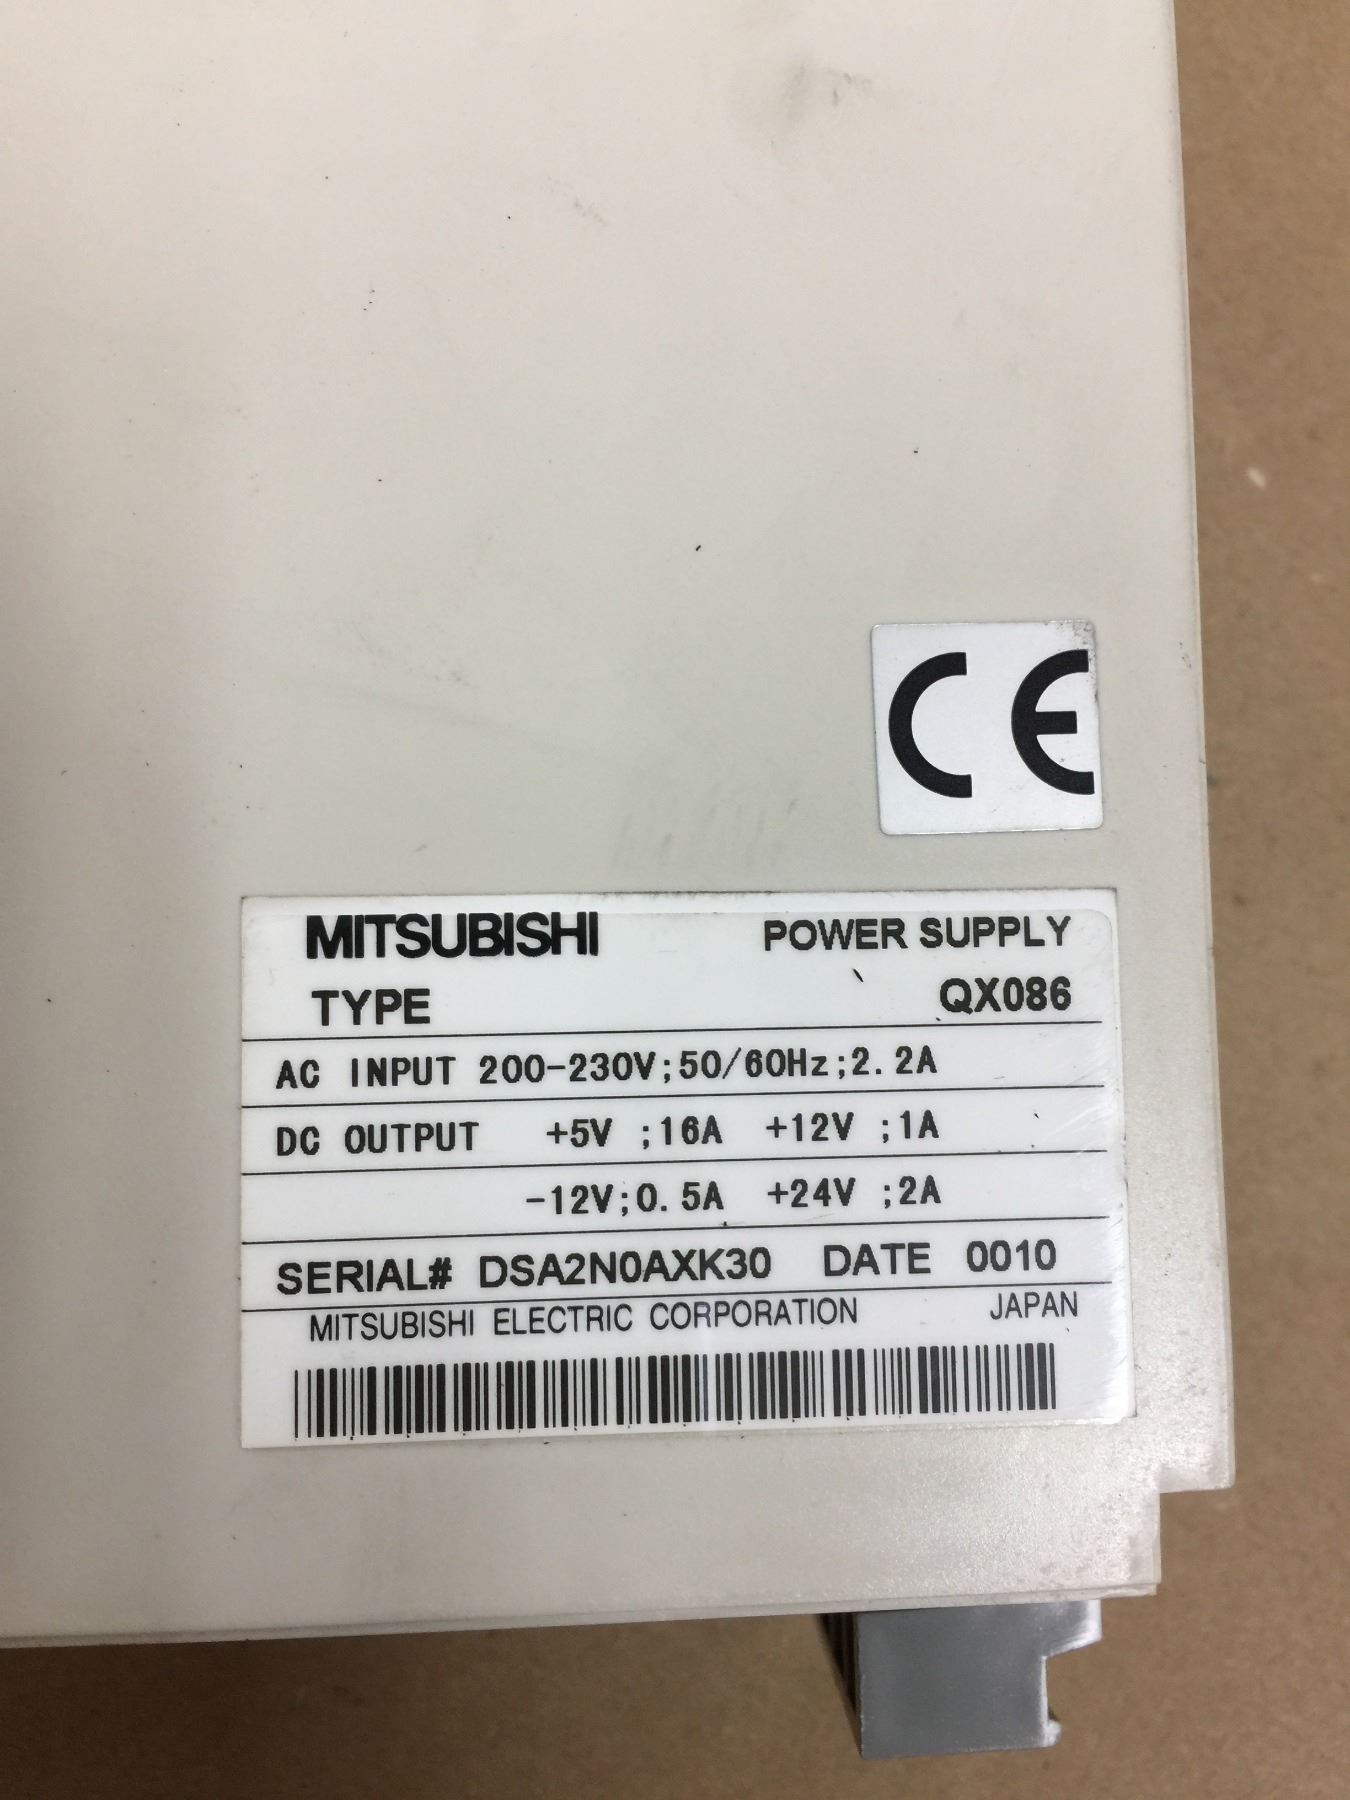 CE
MITSUBISHI POWER SUPPLY
TYPE QX086
AC INPUT 200-230V;50/60Hz;2.2A
DC OUTPUT +5V ;16A +12V ;1A
-12V;0.5A +24V ;2A
SERIAL# DSA2N0AXK30 DATE 0010
MITSUBISHI ELECTRIC CORPORATION JAPAN